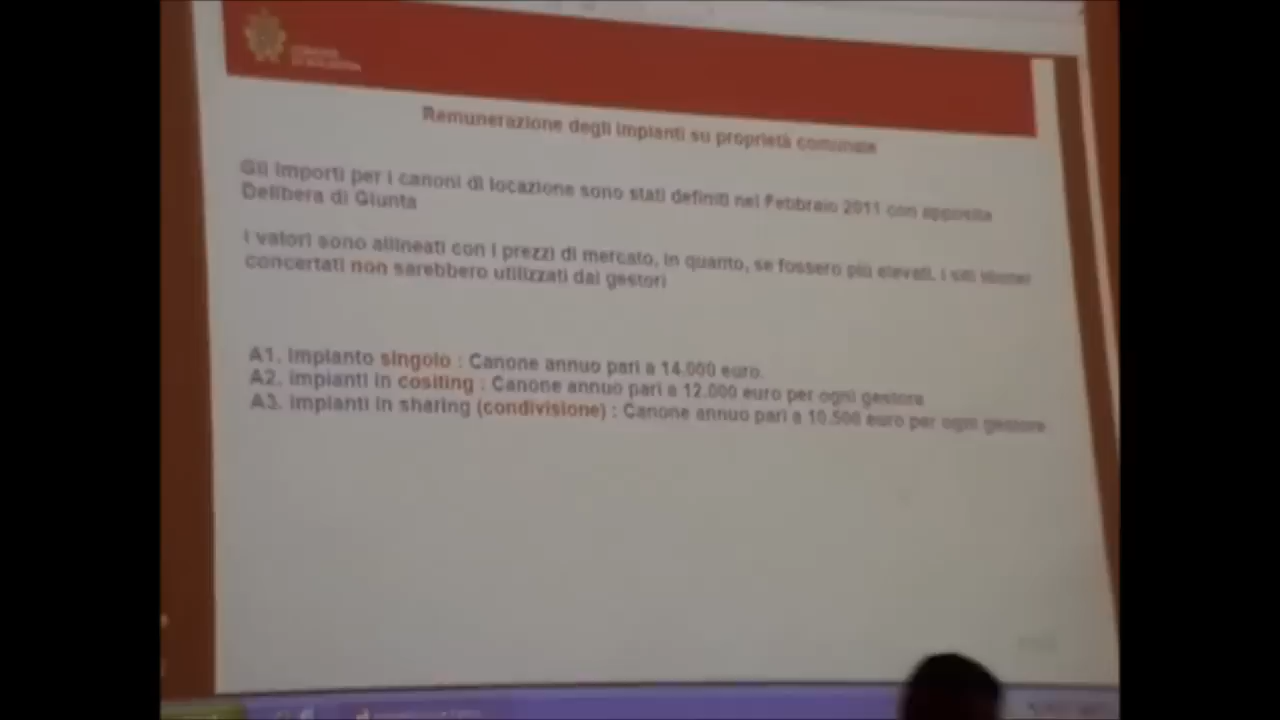 COMUNE
Remunerazione degli impianti su proprietà comunale
Gli importi per i canoni di locazione sono stati definiti nel Febbraio 2011 con apposita
Delibera di Giunta
I valori sono allineati con i prezzi di mercato, in quanto, se fossero più elevati, i siti
concertati non sarebbero utilizzati dai gestori
A1. Impianto singolo : Canone annuo pari a 14.000 euro.
A2. Impianti in cositing : Canone annuo pari a 12.000 euro per ogni gestore
A3. Impianti in sharing (condivisione) : Canone annuo pari a 10.500 euro per ogni gestore